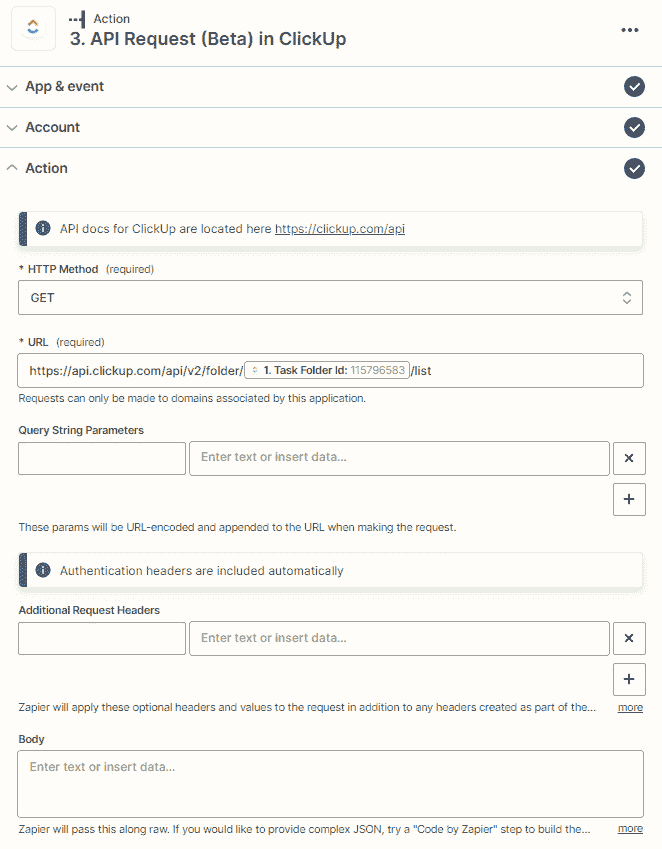 Action
3. API Request (Beta) in ClickUp
App & event
Account
Action
API docs for ClickUp are located here https://clickup.com/api
* HTTP Method (required)
GET
* URL (required)
https://api.clickup.com/api/v2/folder/ 1. Task Folder Id: 115796583 /list
Requests can only be made to domains associated by this application.
Query String Parameters
Enter text or insert data...
These params will be URL-encoded and appended to the URL when making the request.
Authentication headers are included automatically
Additional Request Headers
Enter text or insert data...
Zapier will apply these optional headers and values to the request in addition to any headers created as part of the... more
Body
Enter text or insert data...
Zapier will pass this along raw. If you would like to provide complex JSON, try a "Code by Zapier" step to build the... more